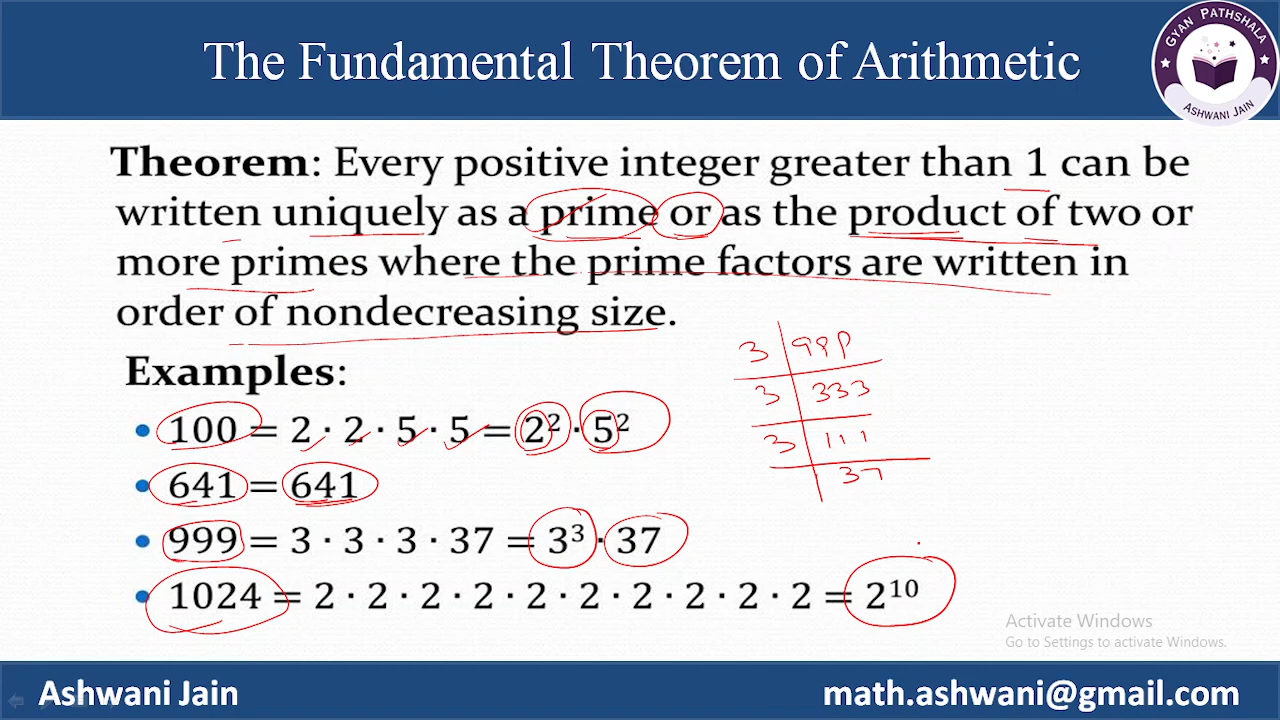 The Fundamental Theorem of Arithmetic
GYAN PATHSHALA
ASHWANI JAIN
Theorem: Every positive integer greater than 1 can be
written uniquely as a prime or as the product of two or
more primes where the prime factors are written in
order of nondecreasing size.
3 999
3 333
3 111
37
Examples:
• 100 = 2 · 2 · 5 · 5 = 2² · 5²
• 641 = 641
• 999 = 3 · 3 · 3 · 37 = 3³ · 37
• 1024 = 2 · 2 · 2 · 2 · 2 · 2 · 2 · 2 · 2 · 2 = 2¹⁰
Activate Windows
Go to Settings to activate Windows.
Ashwani Jain
math.ashwani@gmail.com